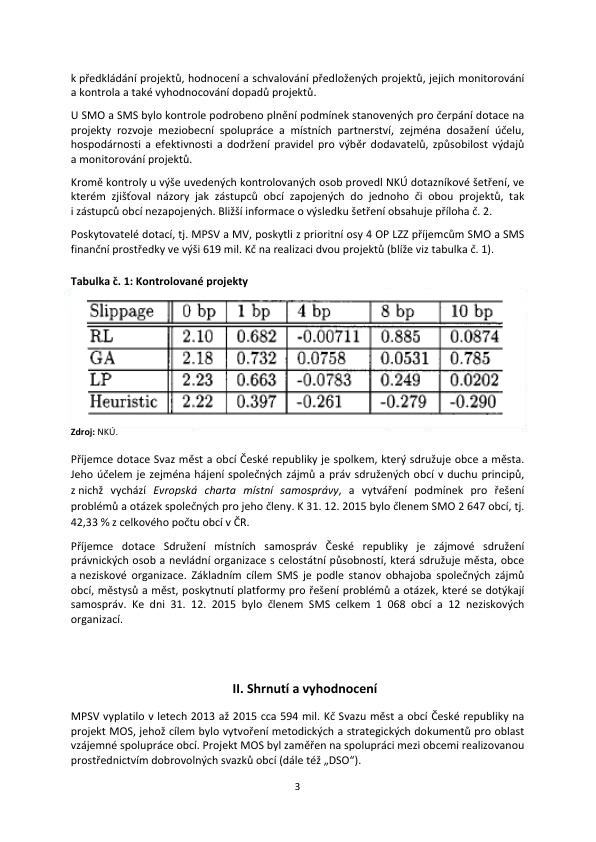 k předkládání projektů, hodnocení a schvalování předložených projektů, jejich monitorování
a kontrola a také vyhodnocování dopadů projektů.
U SMO a SMS bylo kontrole podrobeno plnění podmínek stanovených pro čerpání dotace na
projekty rozvoje meziobecní spolupráce a místních partnerství, zejména dosažení účelu,
hospodárnosti a efektivnosti a dodržení pravidel pro výběr dodavatelů, způsobilost výdajů
a monitorování projektů.
Kromě kontroly u výše uvedených kontrolovaných osob provedl NKÚ dotazníkové šetření, ve
kterém zjišťoval názory jak zástupců obcí zapojených do jednoho či obou projektů, tak
i zástupců obcí nezapojených. Bližší informace o výsledku šetření obsahuje příloha č. 2.
Poskytovatelé dotací, tj. MPSV a MV, poskytli z prioritní osy 4 OP LZZ příjemcům SMO a SMS
finanční prostředky ve výši 619 mil. Kč na realizaci dvou projektů (blíže viz tabulka č. 1).
Tabulka č. 1: Kontrolované projekty
Slippage 0 bp 1 bp 4 bp 8 bp 10 bp
RL 2.10 0.682 -0.00711 0.885 0.0874
GA 2.18 0.732 0.0758 0.0531 0.785
LP 2.23 0.663 -0.0783 0.249 0.0202
Heuristic 2.22 0.397 -0.261 -0.279 -0.290
Zdroj: NKÚ.
Příjemce dotace Svaz měst a obcí České republiky je spolkem, který sdružuje obce a města.
Jeho účelem je zejména hájení společných zájmů a práv sdružených obcí v duchu principů,
z nichž vychází Evropská charta místní samosprávy, a vytváření podmínek pro řešení
problémů a otázek společných pro jeho členy. K 31. 12. 2015 bylo členem SMO 2 647 obcí, tj.
42,33 % z celkového počtu obcí v ČR.
Příjemce dotace Sdružení místních samospráv České republiky je zájmové sdružení
právnických osob a nevládní organizace s celostátní působností, která sdružuje města, obce
a neziskové organizace. Základním cílem SMS je podle stanov obhajoba společných zájmů
obcí, městysů a měst, poskytnutí platformy pro řešení problémů a otázek, které se dotýkají
samospráv. Ke dni 31. 12. 2015 bylo členem SMS celkem 1 068 obcí a 12 neziskových
organizací.
II. Shrnutí a vyhodnocení
MPSV vyplatilo v letech 2013 až 2015 cca 594 mil. Kč Svazu měst a obcí České republiky na
projekt MOS, jehož cílem bylo vytvoření metodických a strategických dokumentů pro oblast
vzájemné spolupráce obcí. Projekt MOS byl zaměřen na spolupráci mezi obcemi realizovanou
prostřednictvím dobrovolných svazků obcí (dále též „DSO“).
3